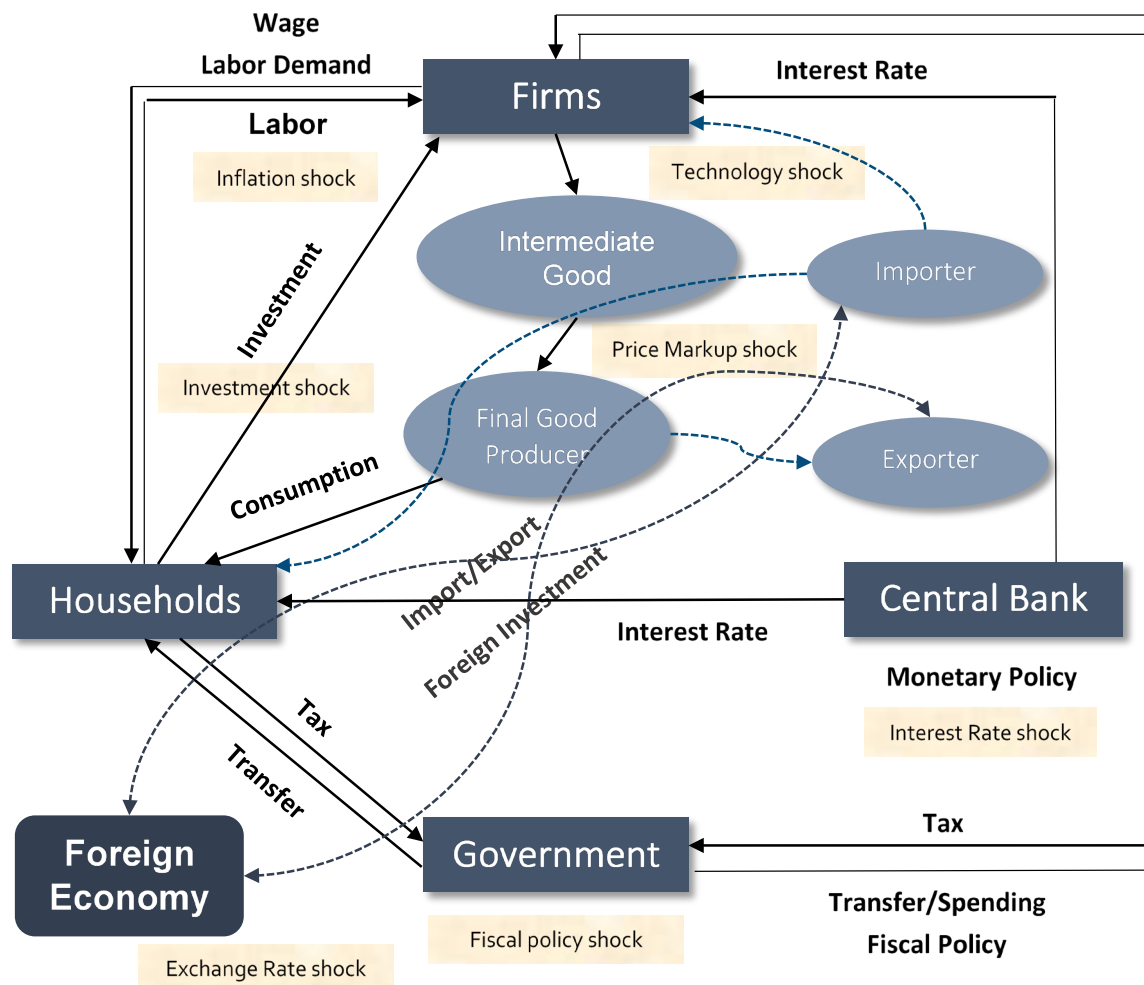 Wage
Labor Demand
Firms
Interest Rate
Labor
Inflation shock
Technology shock
Intermediate
Good
Importer
Investment
Price Markup shock
Investment shock
Final Good
Producer
Exporter
Consumption
Import/Export
Foreign Investment
Households
Central Bank
Interest Rate
Monetary Policy
Interest Rate shock
Tax
Transfer
Foreign
Economy
Government
Tax
Transfer/Spending
Fiscal Policy
Fiscal policy shock
Exchange Rate shock